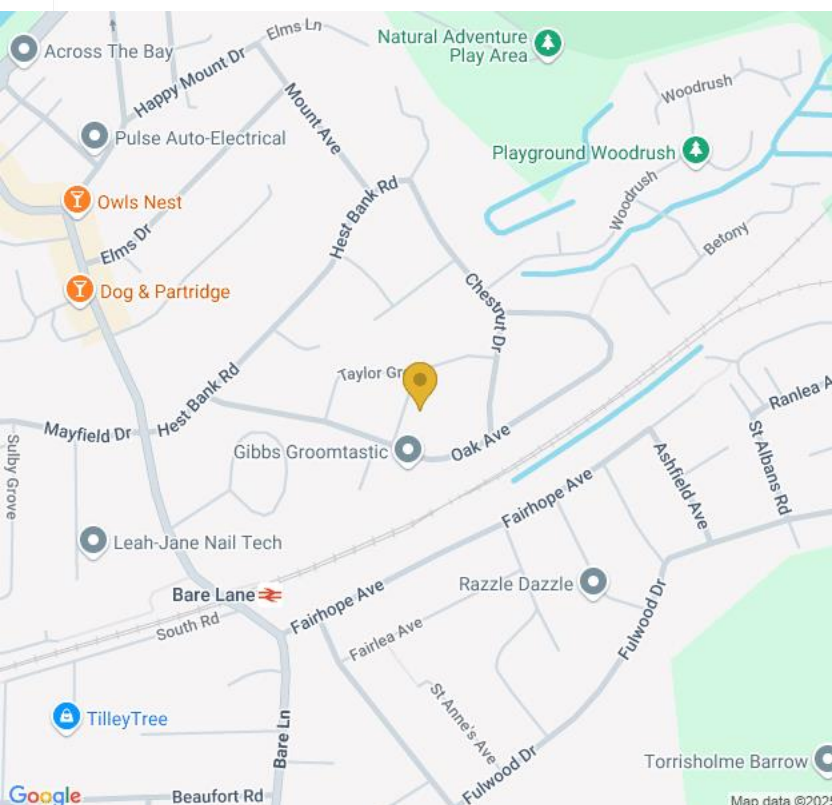 Elms Ln
Across The Bay
Natural Adventure
Play Area
Happy Mount Dr
Mount Ave
Woodrush
Pulse Auto-Electrical
Playground Woodrush
Hest Bank Rd
Woodrush
Owls Nest
Elms Dr
Betony
Dog & Partridge
Chestnut Dr
Taylor Gr
Hest Bank Rd
Mayfield Dr
Ranlea A
Sulby Grove
Gibbs Groomtastic
Oak Ave
St Albans Rd
Ashfield Ave
Fairhope Ave
Leah-Jane Nail Tech
Bare Lane
Razzle Dazzle
Fairhope Ave
South Rd
Fulwood Dr
Fairlea Ave
St Anne's Ave
TilleyTree
Bare Ln
Torrisholme Barrow
Fulwood Dr
Google
Beaufort Rd
Map data ©2025